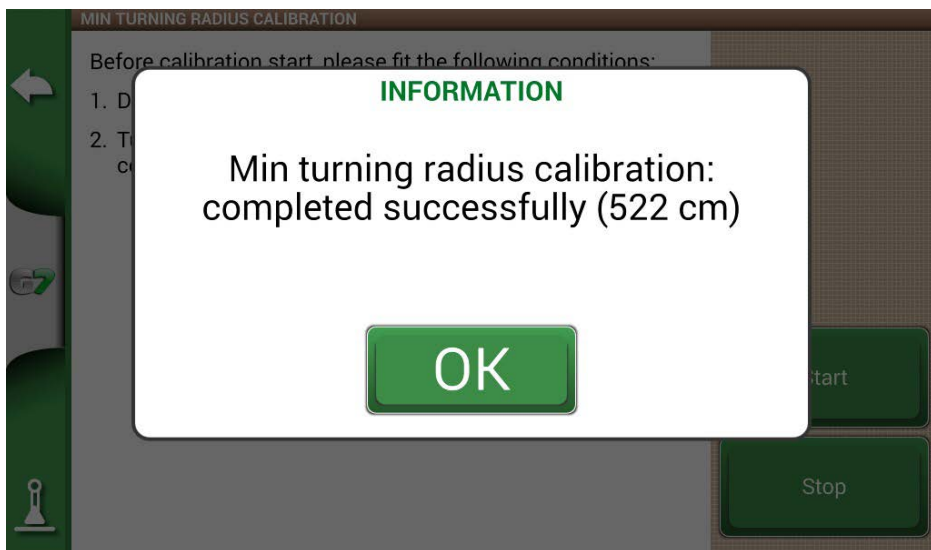 MIN TURNING RADIUS CALIBRATION
Before calibration start, please fit the following conditions:
1. D
2. T
INFORMATION
Min turning radius calibration:
completed successfully (522 cm)
OK
Start
Stop